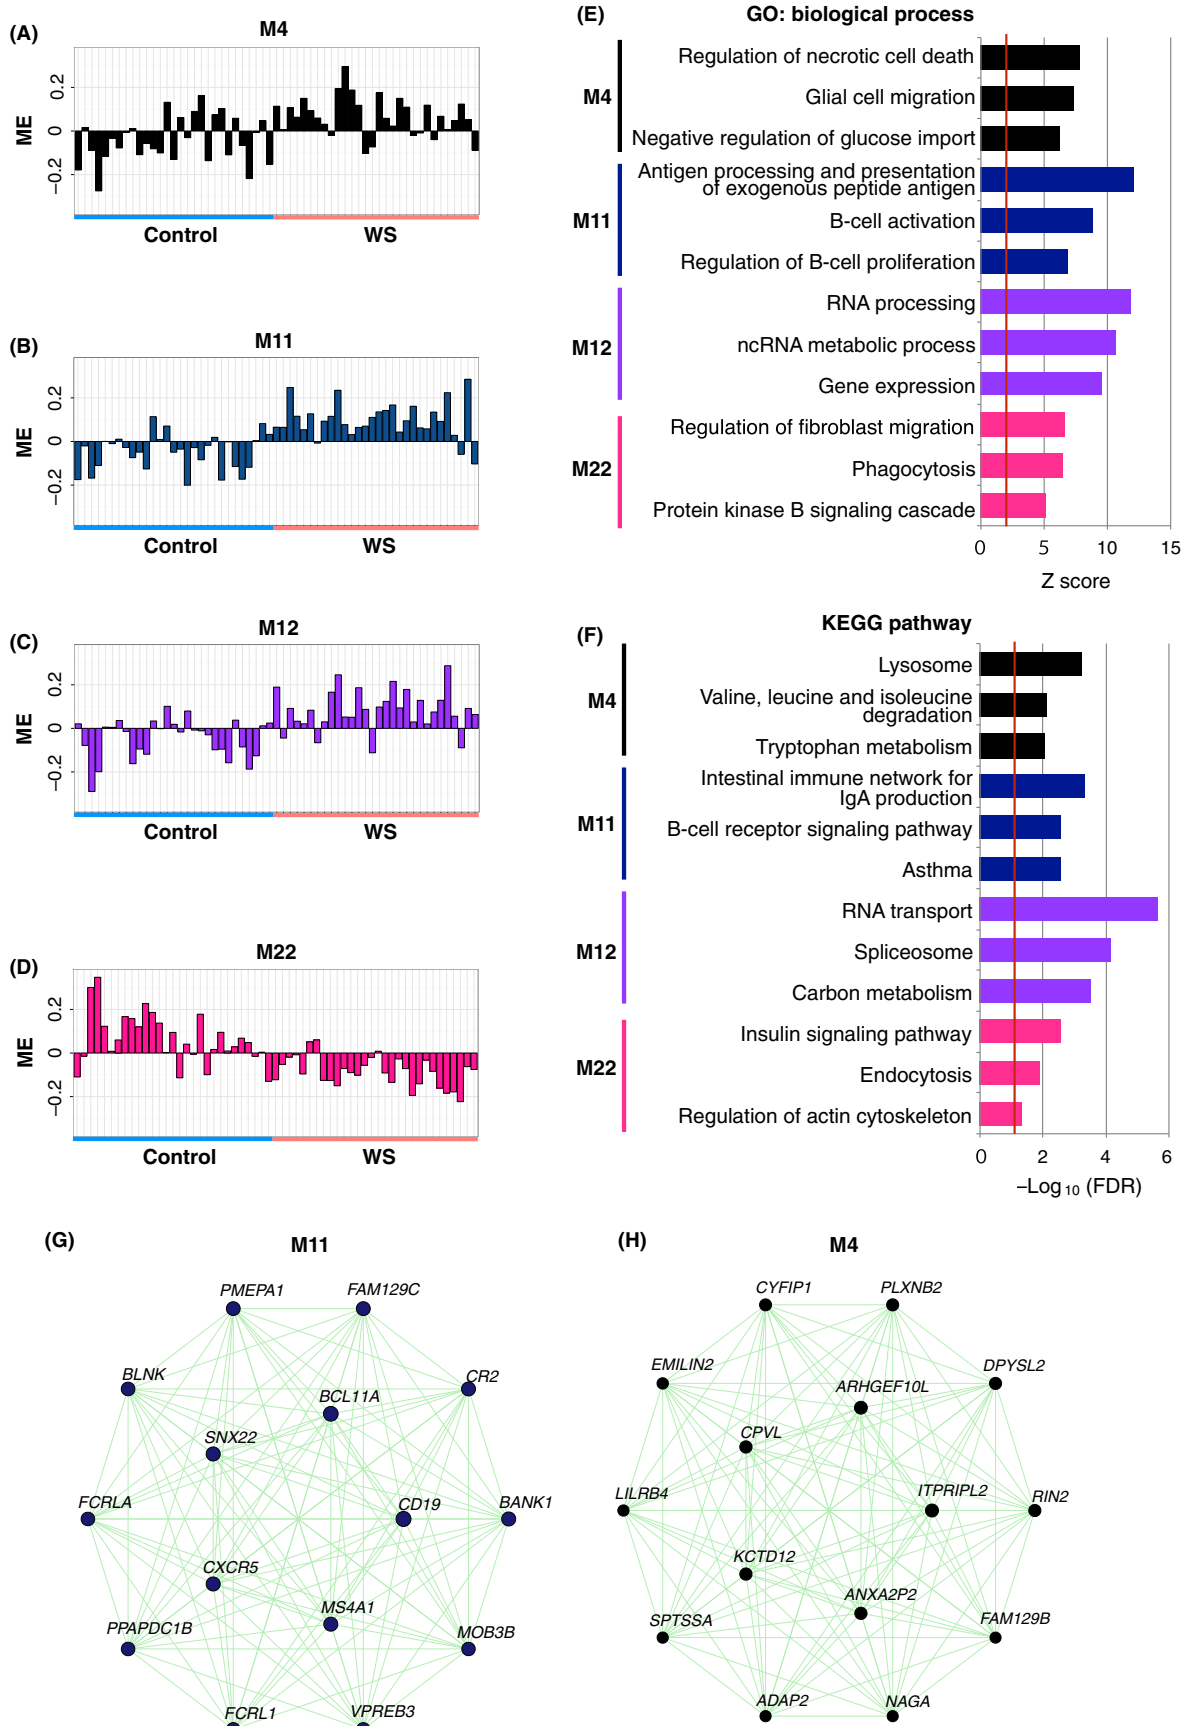 (A)
M4
ME
0.2
0
−0.2
Control
WS
(B)
M11
ME
0.2
0
−0.2
Control
WS
(C)
M12
ME
0.2
0
−0.2
Control
WS
(D)
M22
ME
0.2
0
−0.2
Control
WS
(E)
GO: biological process
M4
Regulation of necrotic cell death
Glial cell migration
Negative regulation of glucose import
M11
Antigen processing and presentation
of exogenous peptide antigen
B-cell activation
Regulation of B-cell proliferation
M12
RNA processing
ncRNA metabolic process
Gene expression
M22
Regulation of fibroblast migration
Phagocytosis
Protein kinase B signaling cascade
0 5 10 15
Z score
(F)
KEGG pathway
M4
Lysosome
Valine, leucine and isoleucine
degradation
Tryptophan metabolism
M11
Intestinal immune network for
IgA production
B-cell receptor signaling pathway
Asthma
M12
RNA transport
Spliceosome
Carbon metabolism
M22
Insulin signaling pathway
Endocytosis
Regulation of actin cytoskeleton
0 2 4 6
−Log10 (FDR)
(G)
M11
PMEPA1 FAM129C
BLNK CR2
BCL11A
SNX22
FCRLA CD19 BANK1
CXCR5
MS4A1
PPAPDC1B MOB3B
FCRL1 VPREB3
(H)
M4
CYFIP1 PLXNB2
EMILIN2 DPYSL2
ARHGEF10L
CPVL
LILRB4 ITPRIPL2 RIN2
KCTD12
ANXA2P2
SPTSSA FAM129B
ADAP2 NAGA